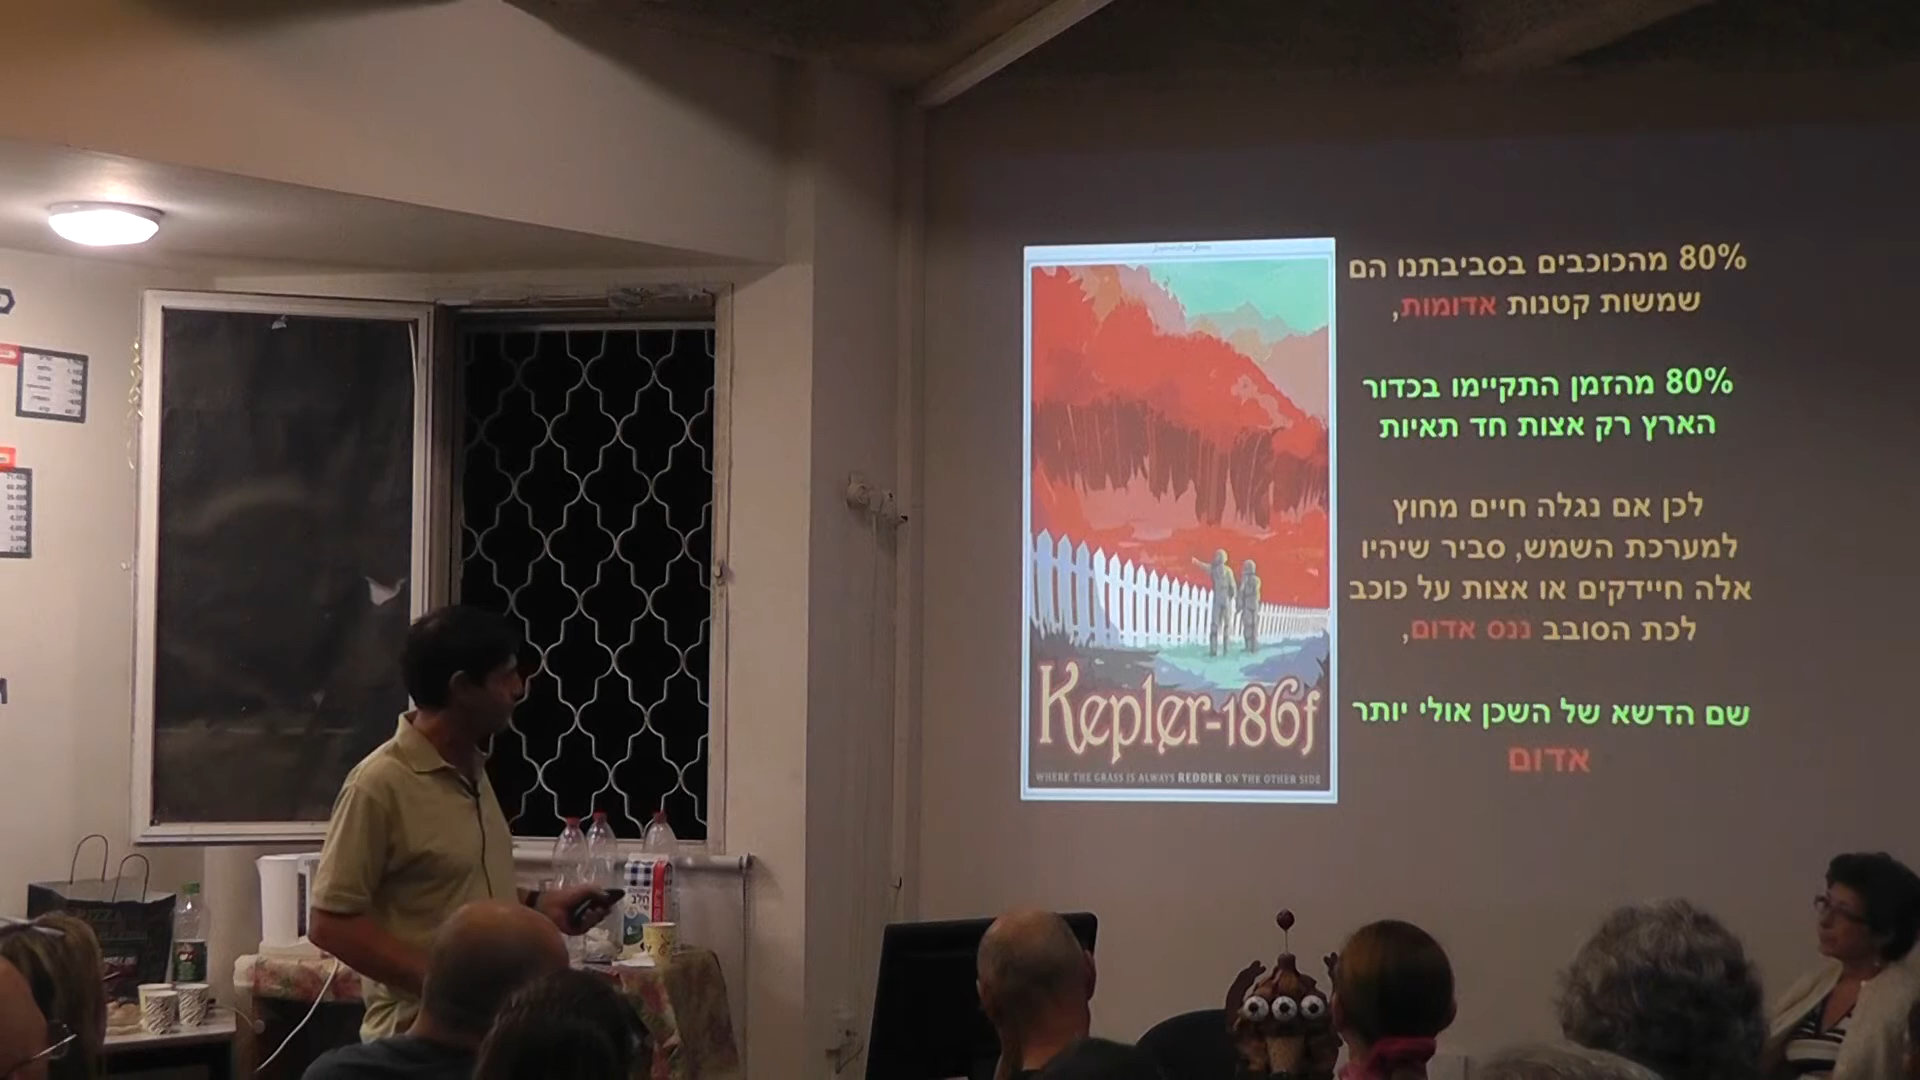 80% מהכוכבים בסביבתנו הם
שמשות קטנות אדומות,
80% מהזמן התקיימו בכדור
הארץ רק אצות חד תאיות
לכן אם נגלה חיים מחוץ
למערכת השמש, סביר שיהיו
אלה חיידקים או אצות על כוכב
לכת הסובב ננס אדום,
שם הדשא של השכן אולי יותר
אדום
Kepler-186f
WHERE THE GRASS IS ALWAYS REDDER ON THE OTHER SIDE
חלב
PIZZA